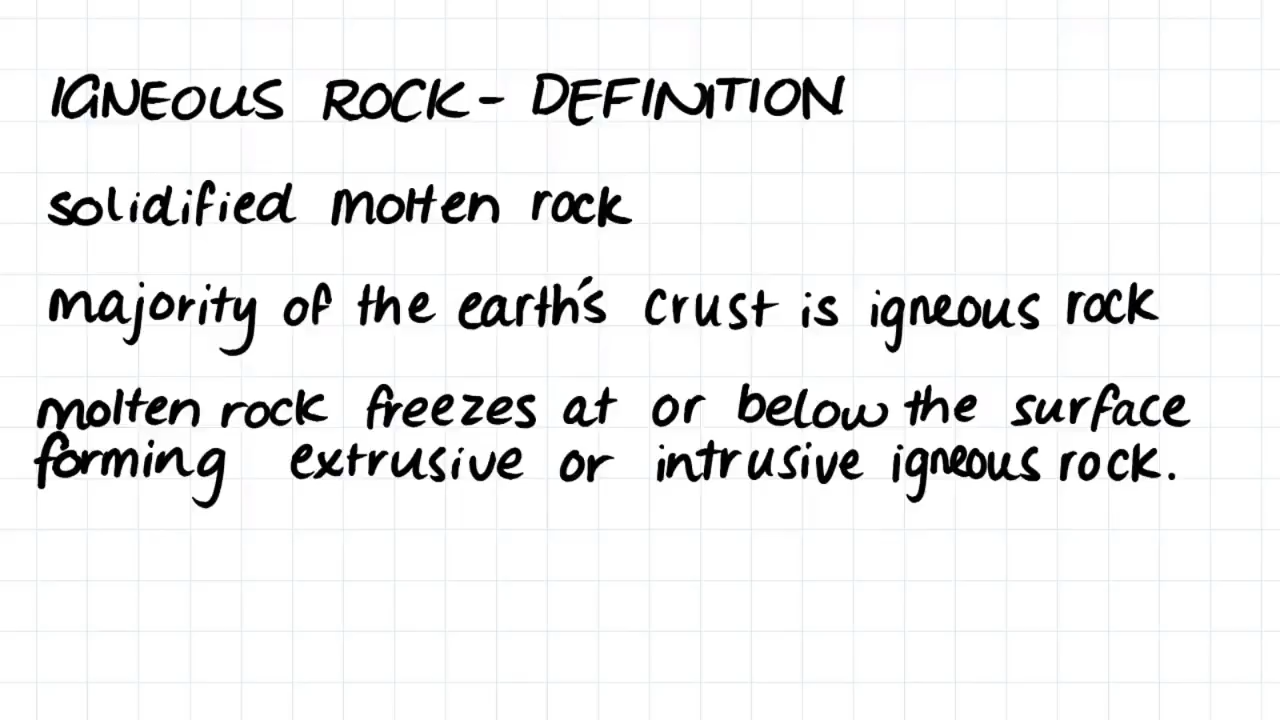 IGNEOUS ROCK - DEFINITION
solidified molten rock
majority of the earth's crust is igneous rock
molten rock freezes at or below the surface
forming extrusive or intrusive igneous rock.